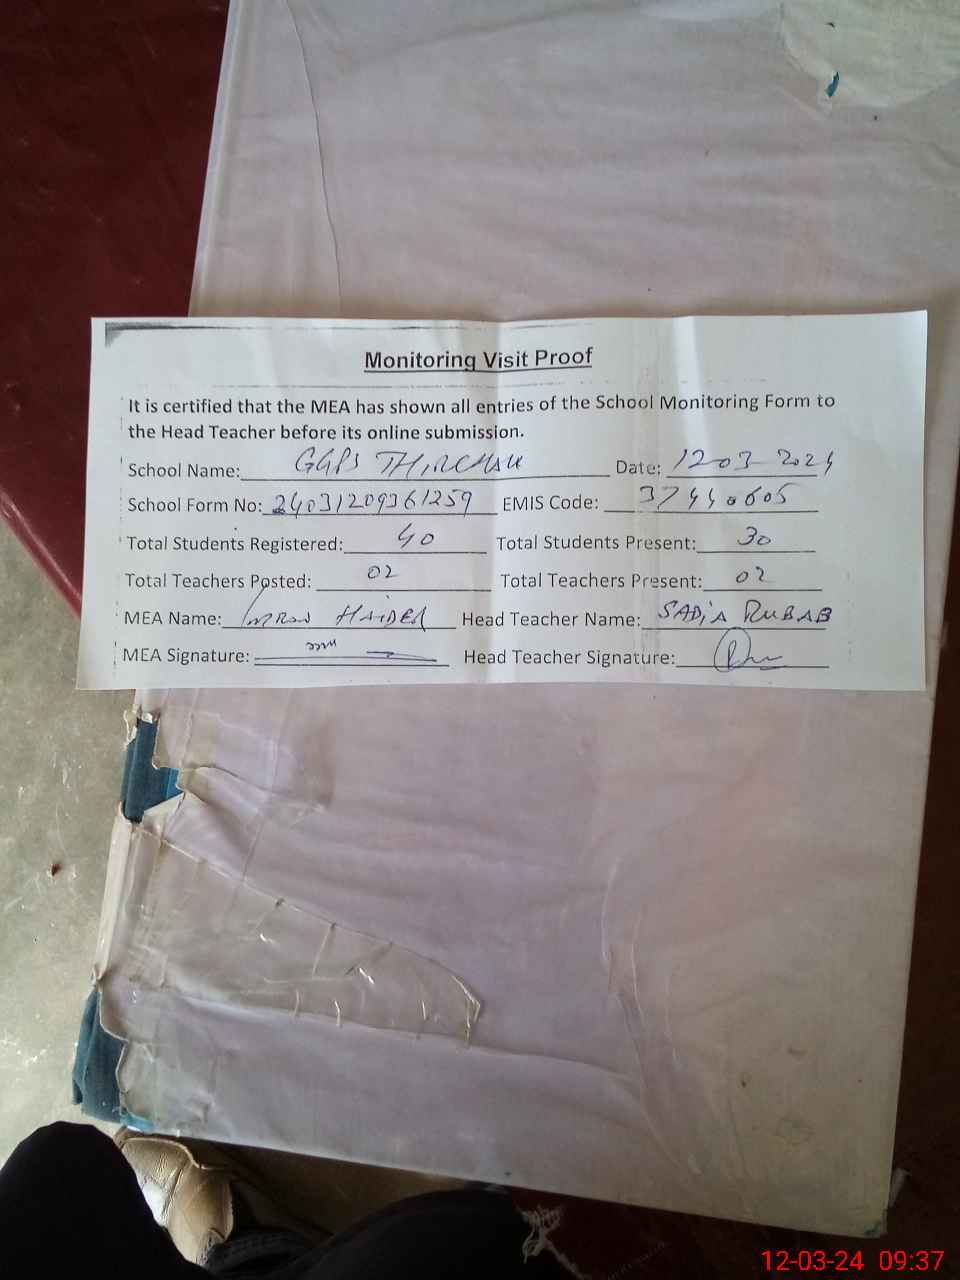 Monitoring Visit Proof
It is certified that the MEA has shown all entries of the School Monitoring Form to
the Head Teacher before its online submission.
School Name: GGPS THIRCHAK Date: 12-03-2024
School Form No: 24031209361259 EMIS Code: 37440605
Total Students Registered: 40 Total Students Present: 30
Total Teachers Posted: 02 Total Teachers Present: 02
MEA Name: IMRAN HAIDER Head Teacher Name: SADIA RUBAB
MEA Signature: Head Teacher Signature:
12-03-24 09:37